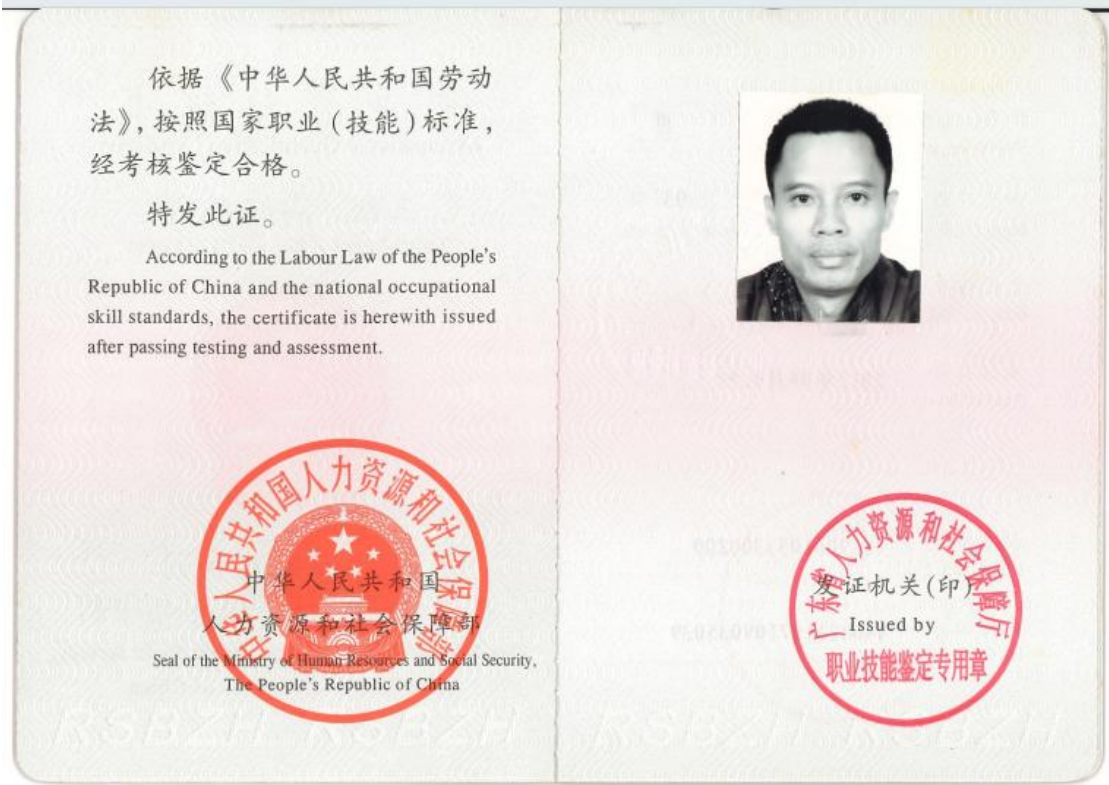 依据《中华人民共和国劳动
法》,按照国家职业(技能)标准,
经考核鉴定合格。
特发此证。
According to the Labour Law of the People's
Republic of China and the national occupational
skill standards, the certificate is herewith issued
after passing testing and assessment.
中华人民共和国人力资源和社会保障部
中华人民共和国
人力资源和社会保障部
Seal of the Ministry of Human Resources and Social Security,
The People's Republic of China
广东省人力资源和社会保障厅
发证机关(印)
Issued by
职业技能鉴定专用章
RSBZH RSBZH RSBZH RSBZH